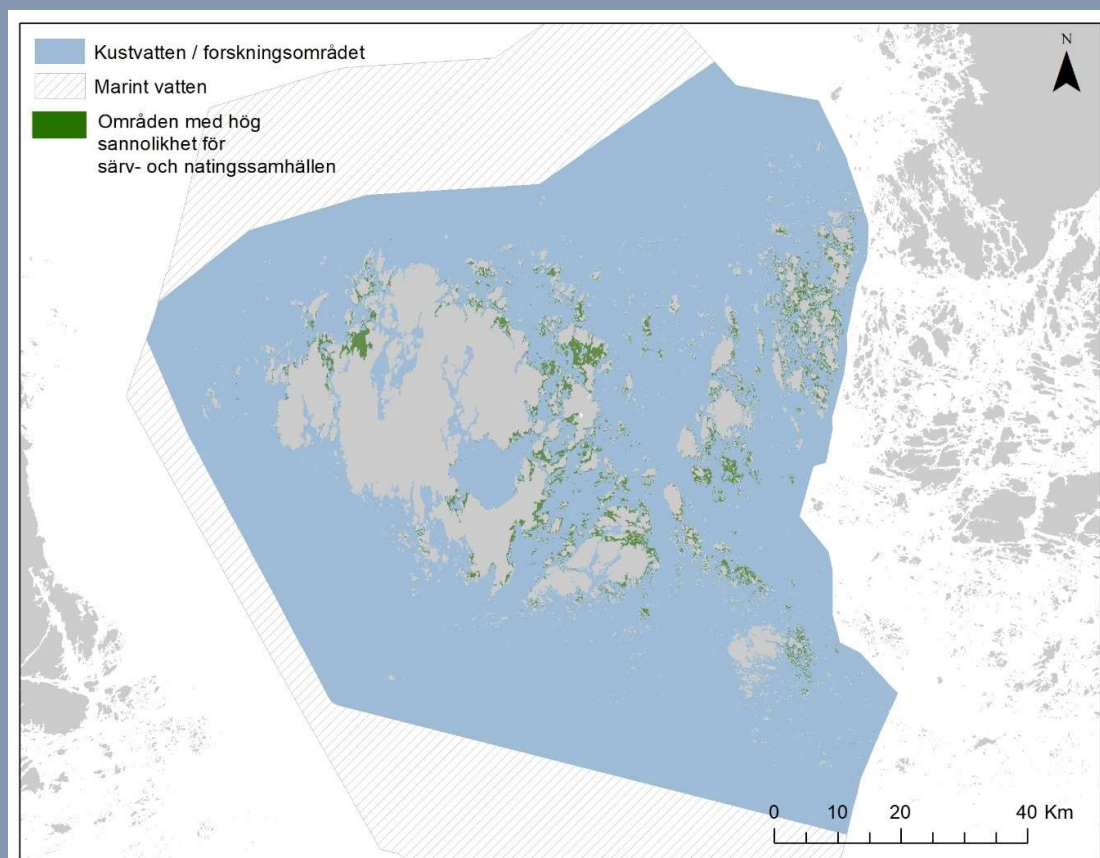 Kustvatten / forskningsområdet
Marint vatten
Områden med hög
sannolikhet för
särv- och natingssamhällen
N
0 10 20 40 Km